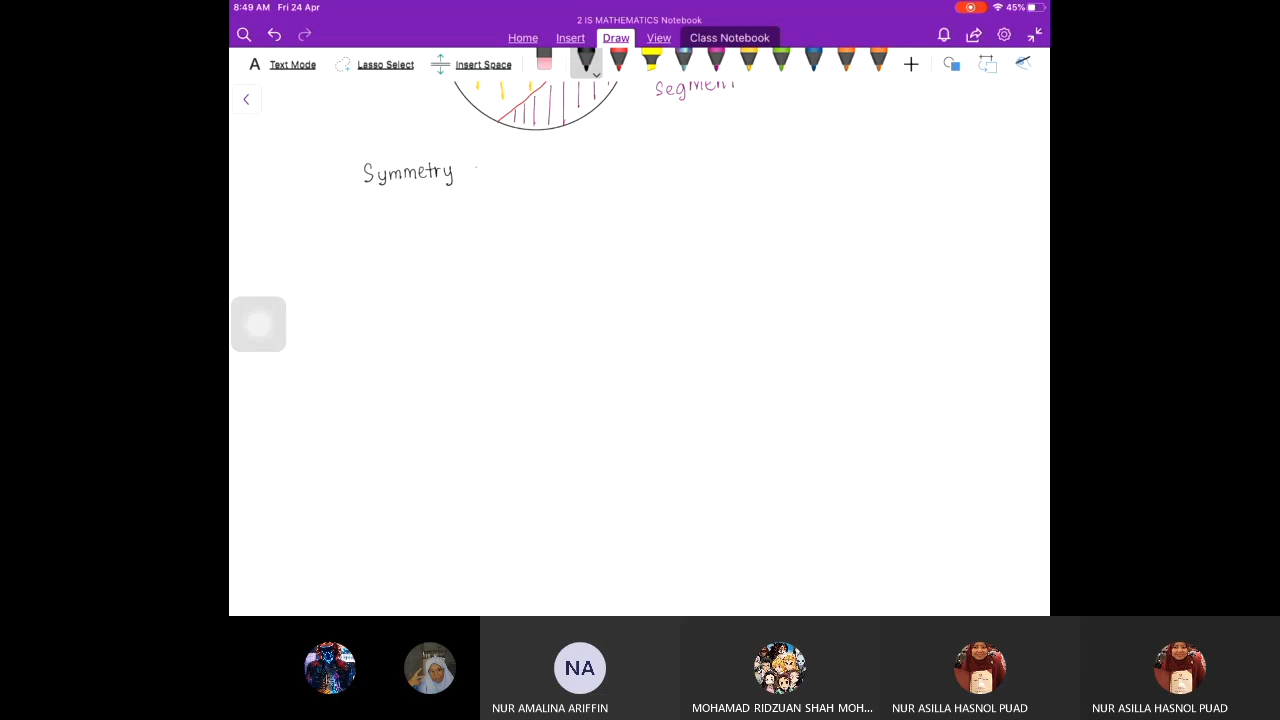 8:49 AM Fri 24 Apr
45%
2 IS MATHEMATICS Notebook
Home Insert Draw View Class Notebook
A Text Mode Lasso Select Insert Space
segment
Symmetry
NA
NUR AMALINA ARIFFIN
MOHAMAD RIDZUAN SHAH MOH...
NUR ASILLA HASNOL PUAD
NUR ASILLA HASNOL PUAD